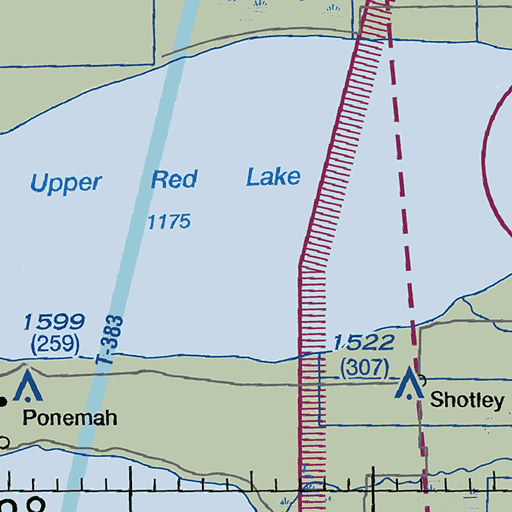 Upper Red Lake
1175
1599
(259)
T-383
1522
(307)
Shotley
Ponemah